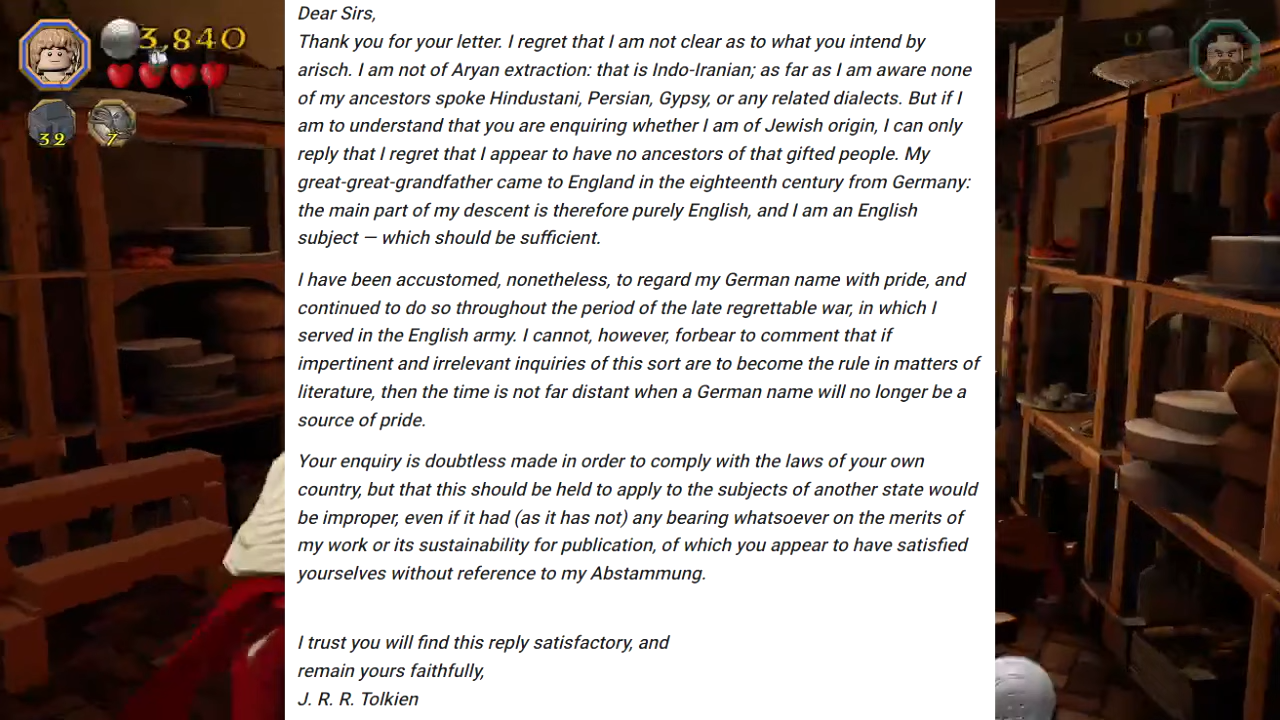 3,840
0
32
7
Dear Sirs,
Thank you for your letter. I regret that I am not clear as to what you intend by
arisch. I am not of Aryan extraction: that is Indo-Iranian; as far as I am aware none
of my ancestors spoke Hindustani, Persian, Gypsy, or any related dialects. But if I
am to understand that you are enquiring whether I am of Jewish origin, I can only
reply that I regret that I appear to have no ancestors of that gifted people. My
great-great-grandfather came to England in the eighteenth century from Germany:
the main part of my descent is therefore purely English, and I am an English
subject — which should be sufficient.
I have been accustomed, nonetheless, to regard my German name with pride, and
continued to do so throughout the period of the late regrettable war, in which I
served in the English army. I cannot, however, forbear to comment that if
impertinent and irrelevant inquiries of this sort are to become the rule in matters of
literature, then the time is not far distant when a German name will no longer be a
source of pride.
Your enquiry is doubtless made in order to comply with the laws of your own
country, but that this should be held to apply to the subjects of another state would
be improper, even if it had (as it has not) any bearing whatsoever on the merits of
my work or its sustainability for publication, of which you appear to have satisfied
yourselves without reference to my Abstammung.
I trust you will find this reply satisfactory, and
remain yours faithfully,
J. R. R. Tolkien